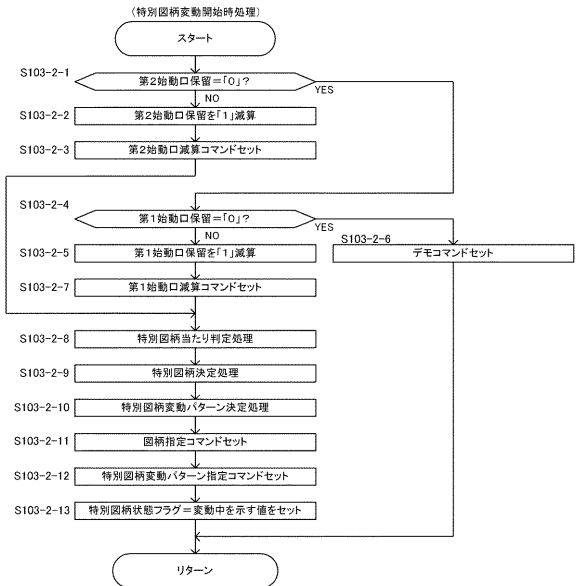 (特別図柄変動開始時処理)
スタート
S103-2-1
第2始動口保留=「0」?
YES
NO
S103-2-2
第2始動口保留を「1」減算
S103-2-3
第2始動口減算コマンドセット
S103-2-4
第1始動口保留=「0」?
YES
NO
S103-2-6
デモコマンドセット
S103-2-5
第1始動口保留を「1」減算
S103-2-7
第1始動口減算コマンドセット
S103-2-8
特別図柄当たり判定処理
S103-2-9
特別図柄決定処理
S103-2-10
特別図柄変動パターン決定処理
S103-2-11
図柄指定コマンドセット
S103-2-12
特別図柄変動パターン指定コマンドセット
S103-2-13
特別図柄状態フラグ=変動中を示す値をセット
リターン